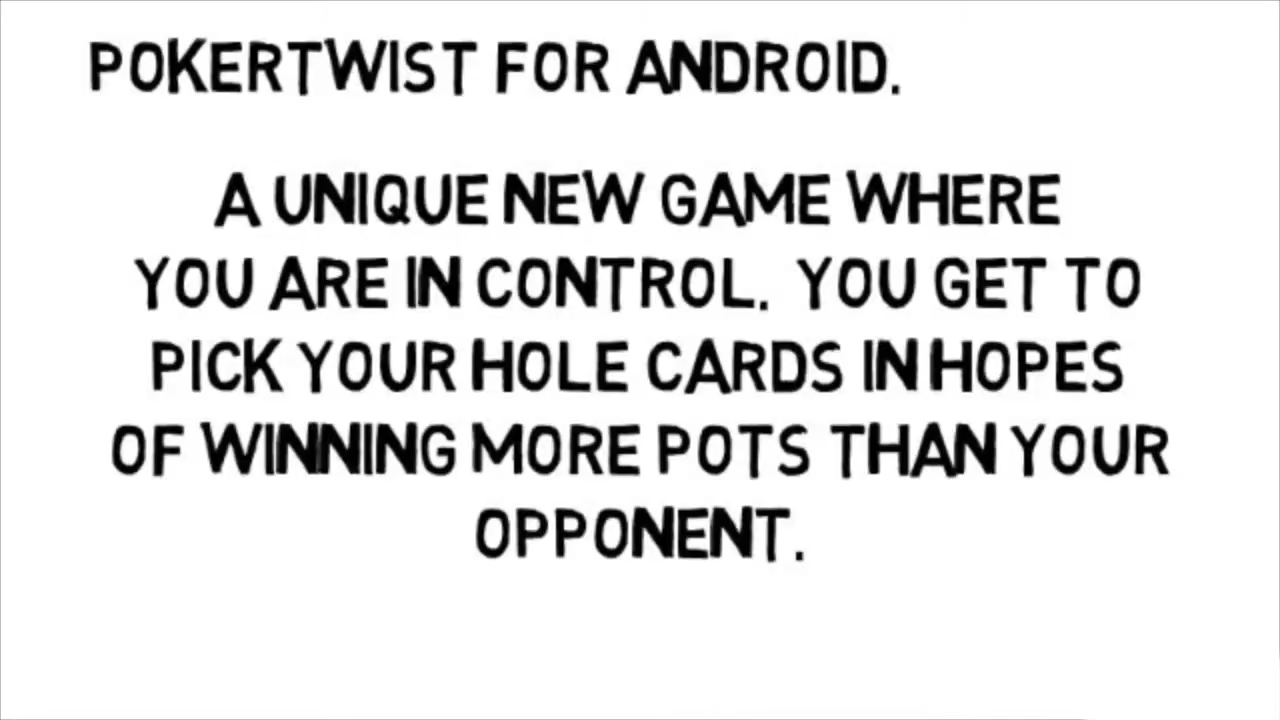 POKERTWIST FOR ANDROID.
A UNIQUE NEW GAME WHERE
YOU ARE IN CONTROL. YOU GET TO
PICK YOUR HOLE CARDS IN HOPES
OF WINNING MORE POTS THAN YOUR
OPPONENT.